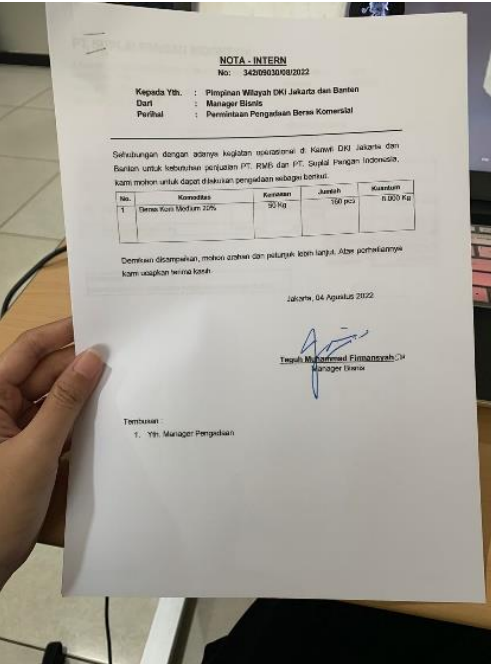 NOTA - INTERN
No: 342/09030/08/2022
Kepada Yth. : Pimpinan Wilayah DKI Jakarta dan Banten
Dari : Manager Bisnis
Perihal : Permintaan Pengadaan Beras Komersial
Sehubungan dengan adanya kegiatan operasional di Kanwil DKI Jakarta dan
Banten untuk kebutuhan penjualan PT. RMB dan PT. Suplai Pangan Indonesia,
kami mohon untuk dapat dilakukan pengadaan sebagai berikut.
No. Komoditas Kemasan Jumlah Kuantum
1 Beras Kom Medium 20% 50 Kg 160 pcs 8.000 Kg
Demikian disampaikan, mohon arahan dan petunjuk lebih lanjut. Atas perhatiannya
kami ucapkan terima kasih.
Jakarta, 04 Agustus 2022
Teguh Muhammad Firmansyah
Manager Bisnis
Tembusan :
1. Yth. Manager Pengadaan